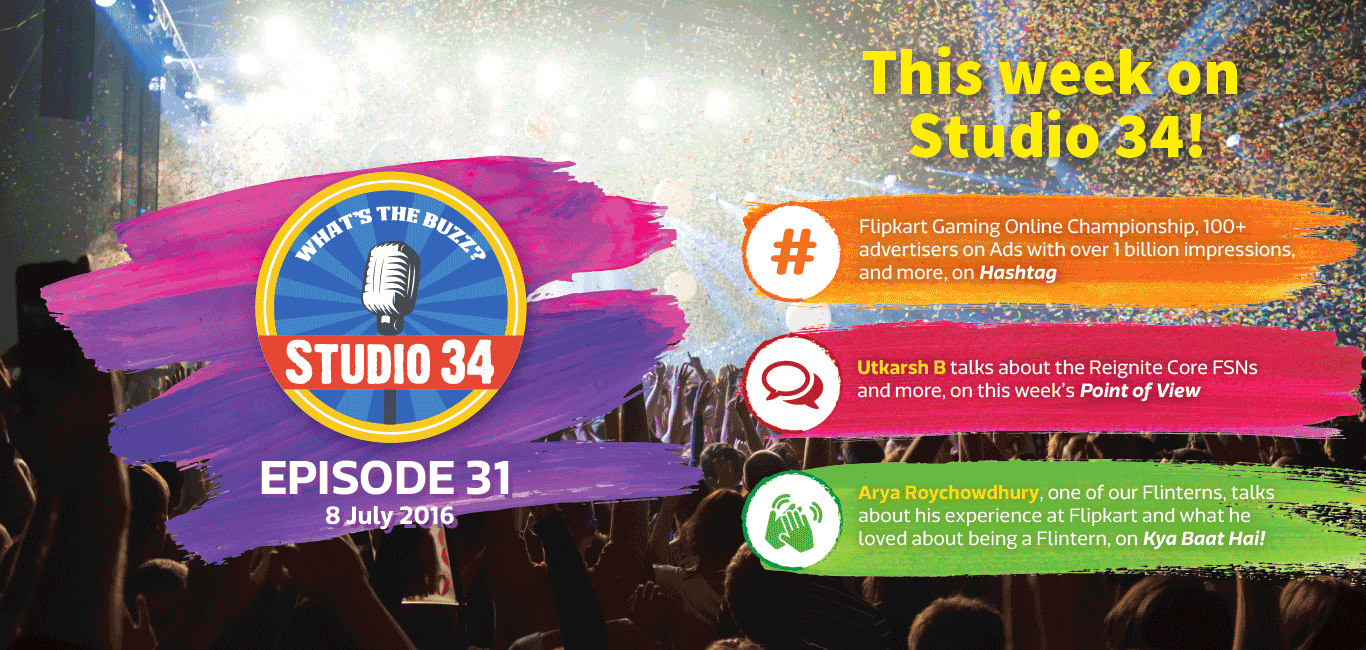 WHAT'S THE BUZZ?
STUDIO 34
EPISODE 31
8 July 2016
This week on
Studio 34!
#
Flipkart Gaming Online Championship, 100+
advertisers on Ads with over 1 billion impressions,
and more, on Hashtag
Utkarsh B talks about the Reignite Core FSNs
and more, on this week's Point of View
Arya Roychowdhury, one of our Flinterns, talks
about his experience at Flipkart and what he
loved about being a Flintern, on Kya Baat Hai!